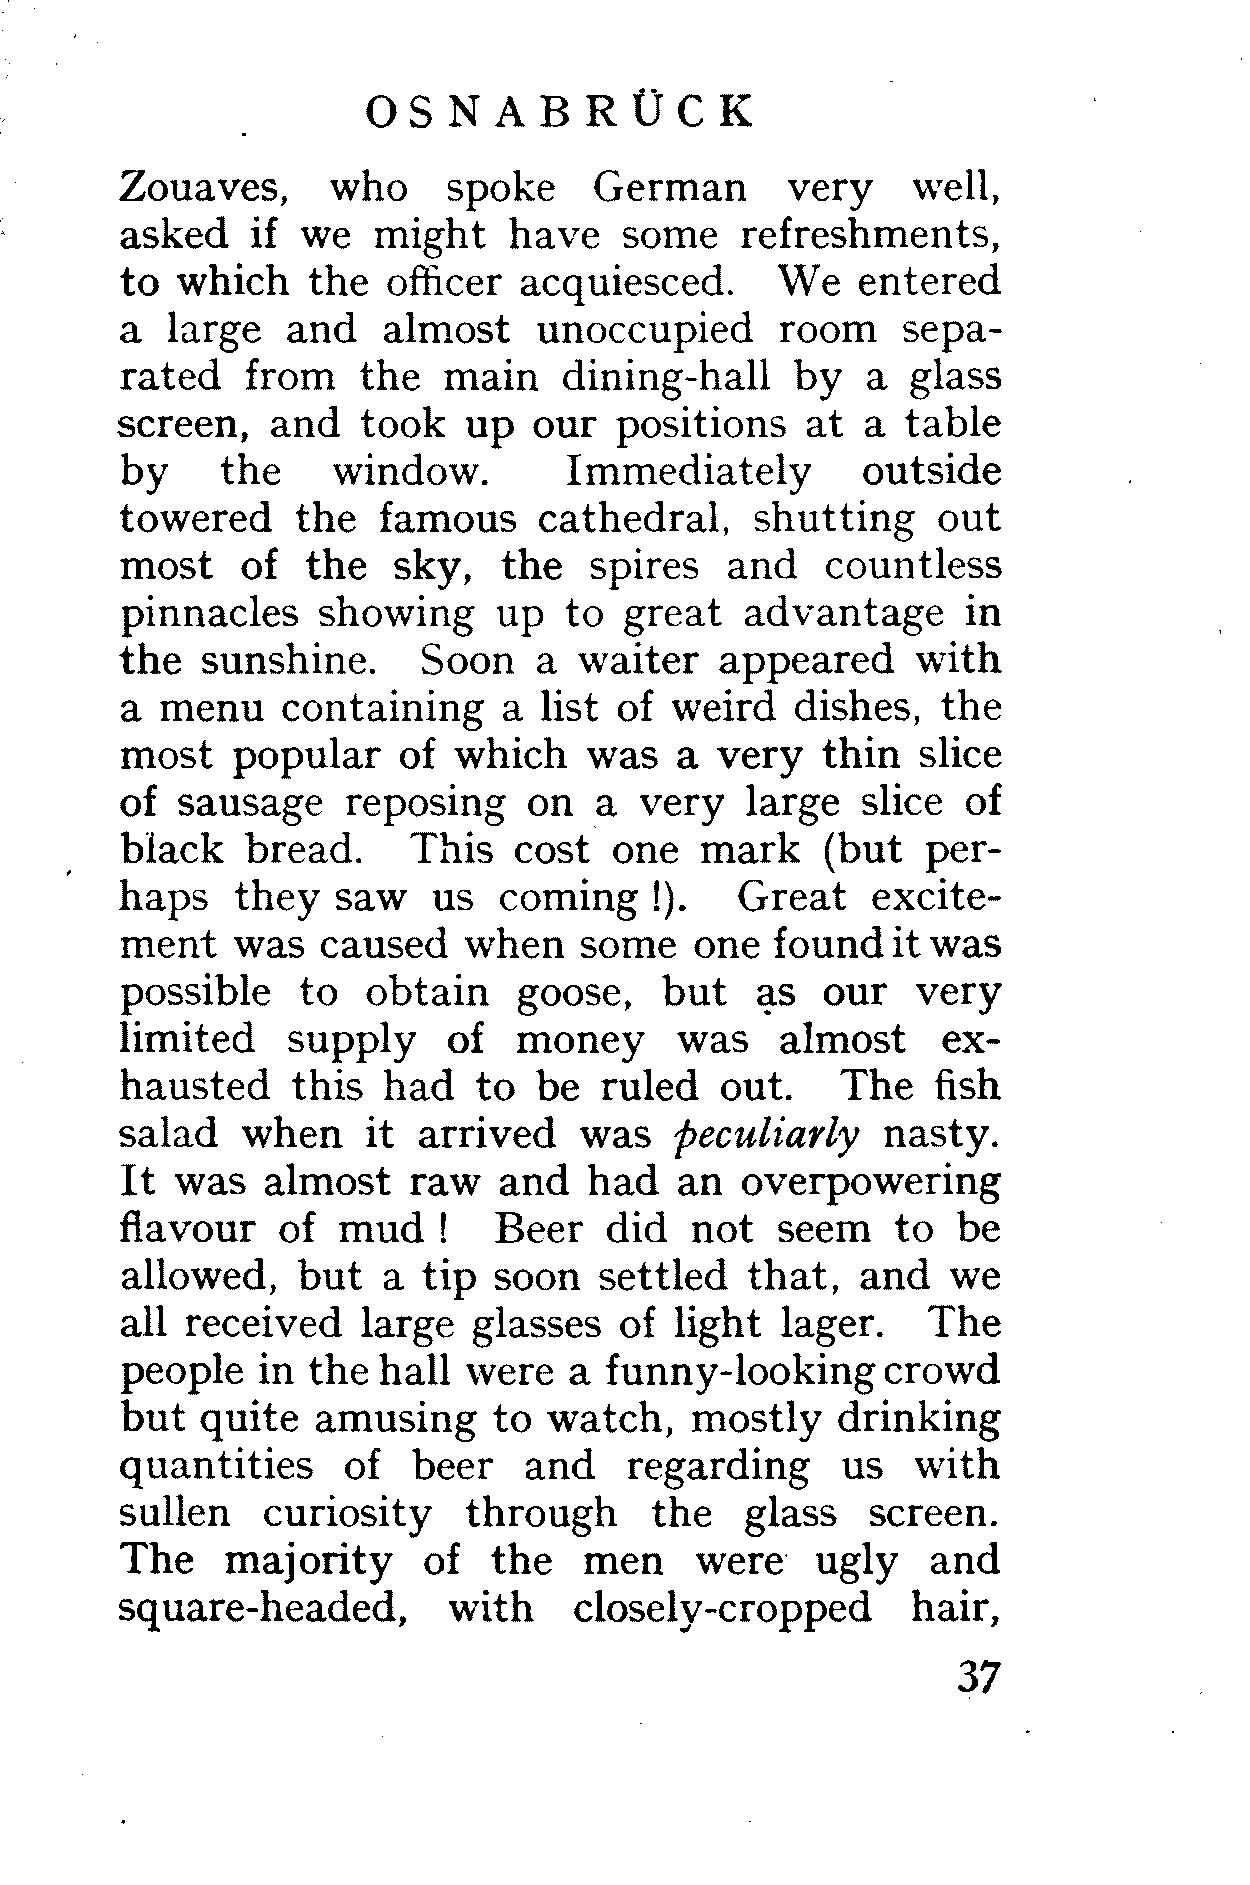 OSNABRÜCK
Zouaves, who spoke German very well,
asked if we might have some refreshments,
to which the officer acquiesced. We entered
a large and almost unoccupied room sepa-
rated from the main dining-hall by a glass
screen, and took up our positions at a table
by the window. Immediately outside
towered the famous cathedral, shutting out
most of the sky, the spires and countless
pinnacles showing up to great advantage in
the sunshine. Soon a waiter appeared with
a menu containing a list of weird dishes, the
most popular of which was a very thin slice
of sausage reposing on a very large slice of
black bread. This cost one mark (but per-
haps they saw us coming !). Great excite-
ment was caused when some one found it was
possible to obtain goose, but as our very
limited supply of money was almost ex-
hausted this had to be ruled out. The fish
salad when it arrived was peculiarly nasty.
It was almost raw and had an overpowering
flavour of mud ! Beer did not seem to be
allowed, but a tip soon settled that, and we
all received large glasses of light lager. The
people in the hall were a funny-looking crowd
but quite amusing to watch, mostly drinking
quantities of beer and regarding us with
sullen curiosity through the glass screen.
The majority of the men were ugly and
square-headed, with closely-cropped hair,
37